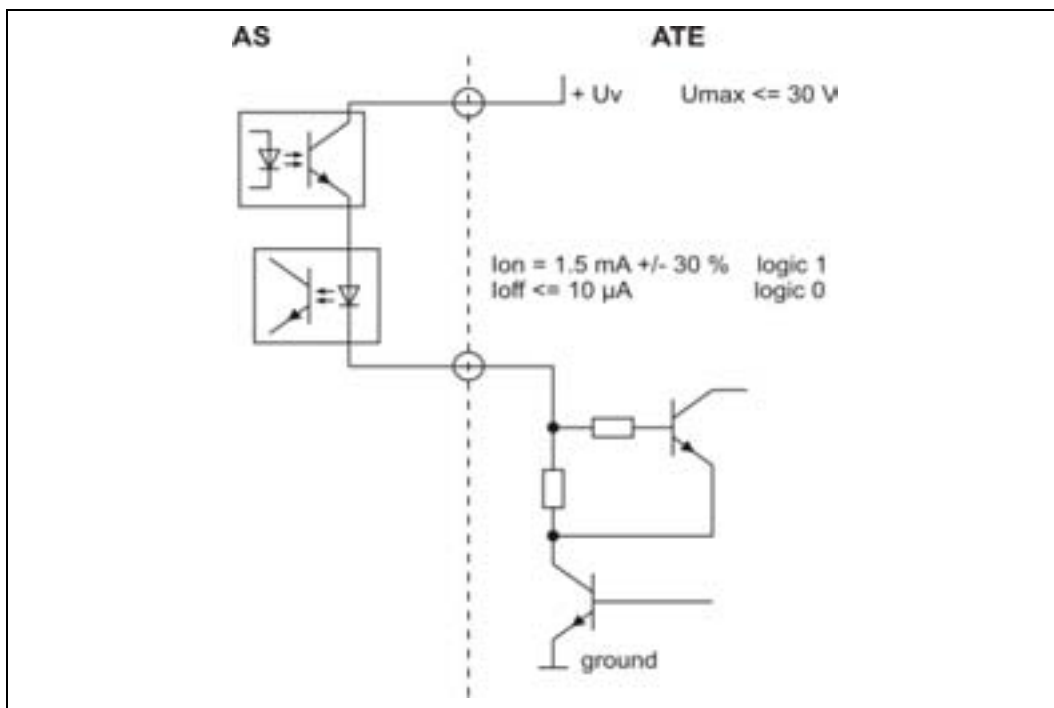 AS
ATE
+ Uv
Umax <= 30 V
Ion = 1.5 mA +/- 30 % logic 1
Ioff <= 10 µA logic 0
ground